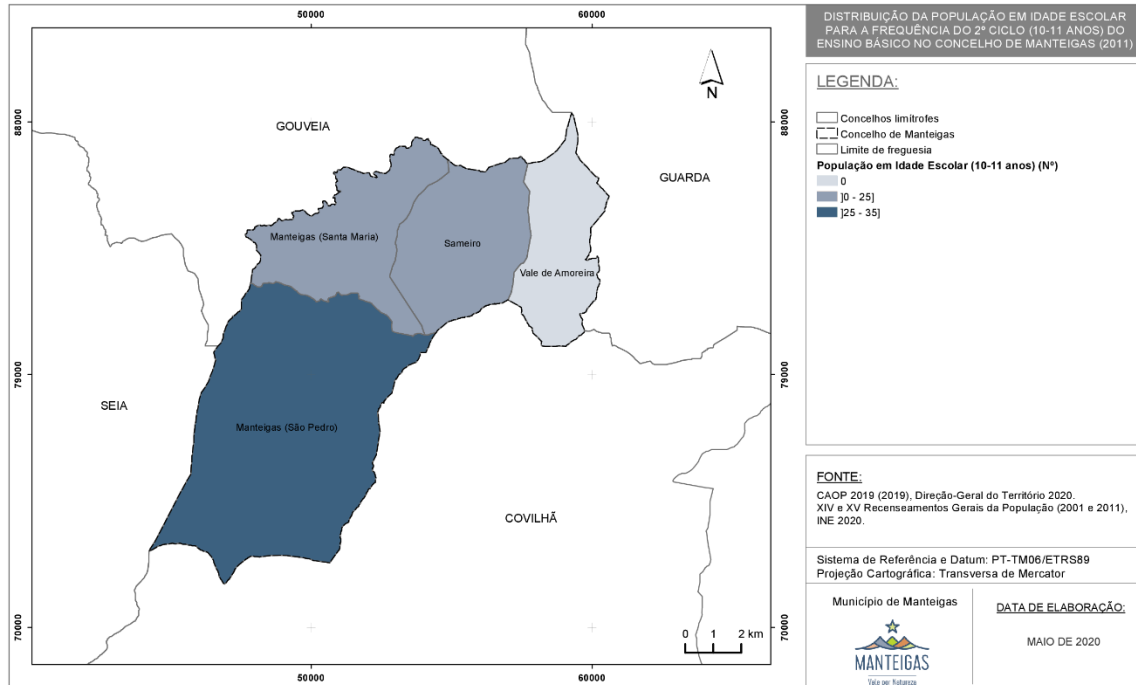 DISTRIBUIÇÃO DA POPULAÇÃO EM IDADE ESCOLAR
PARA A FREQUÊNCIA DO 2º CICLO (10-11 ANOS) DO
ENSINO BÁSICO NO CONCELHO DE MANTEIGAS (2011)
50000
60000
88000
88000
79000
79000
70000
70000
N
GOUVEIA
GUARDA
Manteigas (Santa Maria)
Sameiro
Vale de Amoreira
SEIA
Manteigas (São Pedro)
COVILHÃ
0 1 2 km
50000
60000
LEGENDA:
Concelhos limítrofes
Concelho de Manteigas
Limite de freguesia
População em Idade Escolar (10-11 anos) (Nº)
0
]0 - 25]
]25 - 35]
FONTE:
CAOP 2019 (2019), Direção-Geral do Território 2020.
XIV e XV Recenseamentos Gerais da População (2001 e 2011),
INE 2020.
Sistema de Referência e Datum: PT-TM06/ETRS89
Projeção Cartográfica: Transversa de Mercator
Município de Manteigas
MANTEIGAS
Vale por Natureza
DATA DE ELABORAÇÃO:
MAIO DE 2020